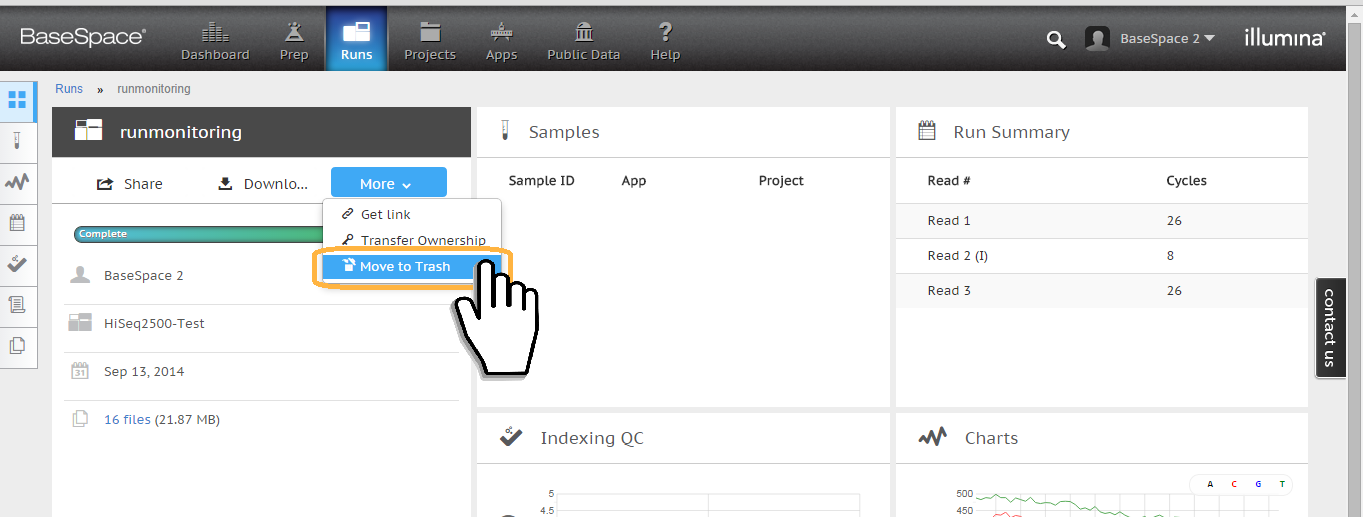 BaseSpace®
Dashboard
Prep
Runs
Projects
Apps
Public Data
? Help
BaseSpace 2
illumina®
Runs » runmonitoring
runmonitoring
Share
Downlo...
More
Get link
Transfer Ownership
Move to Trash
Complete
BaseSpace 2
HiSeq2500-Test
31 Sep 13, 2014
16 files (21.87 MB)
Samples
Sample ID App Project
Run Summary
Read # Cycles
Read 1 26
Read 2 (I) 8
Read 3 26
Indexing QC
5
4.5
Charts
A C G T
500
450
contact us